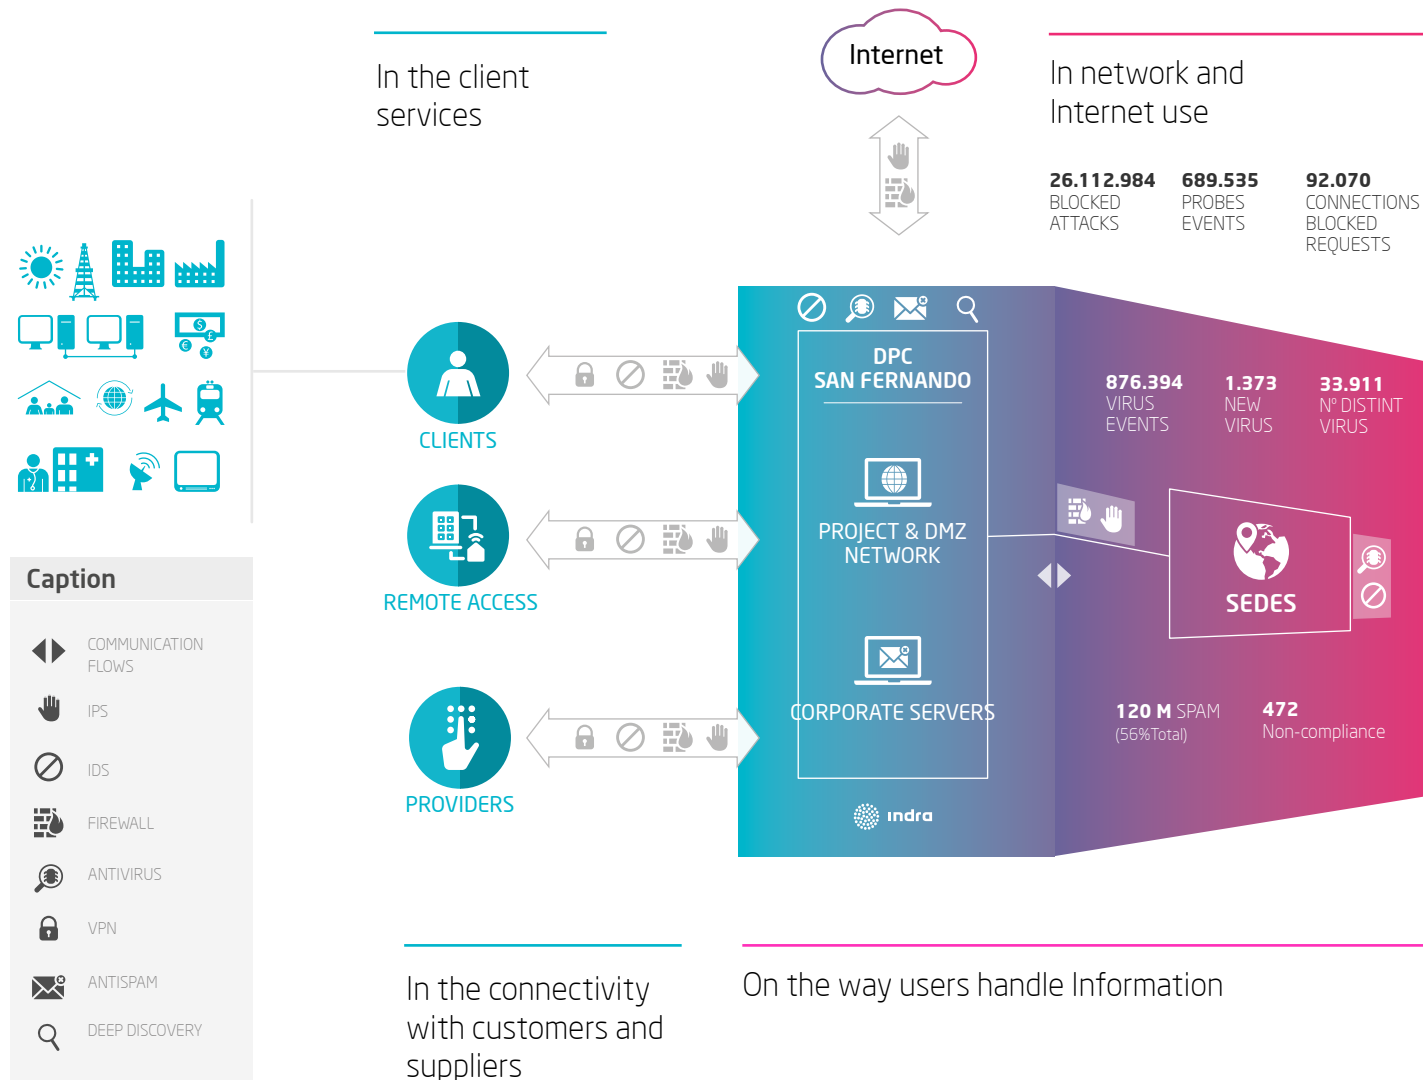 In the client
services
Internet
In network and
Internet use
26.112.984
BLOCKED
ATTACKS
689.535
PROBES
EVENTS
92.070
CONNECTIONS
BLOCKED
REQUESTS
$
£
€
¥
CLIENTS
REMOTE ACCESS
PROVIDERS
DPC
SAN FERNANDO
PROJECT & DMZ
NETWORK
CORPORATE SERVERS
indra
876.394
VIRUS
EVENTS
1.373
NEW
VIRUS
33.911
Nº DISTINT
VIRUS
SEDES
120 M SPAM
(56%Total)
472
Non-compliance
Caption
COMMUNICATION
FLOWS
IPS
IDS
FIREWALL
ANTIVIRUS
VPN
ANTISPAM
DEEP DISCOVERY
In the connectivity
with customers and
suppliers
On the way users handle Information